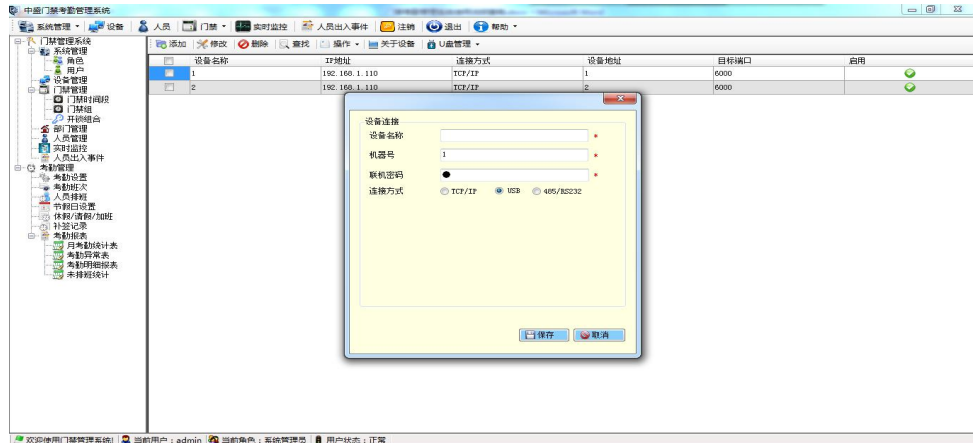 中盛门禁考勤管理系统
系统管理 设备 人员 门禁 实时监控 人员出入事件 注销 退出 帮助
门禁管理系统
系统管理
角色
用户
设备管理
门禁管理
门禁时间段
门禁组
开锁组合
部门管理
人员管理
实时监控
人员出入事件
考勤管理
考勤设置
考勤班次
人员排班
节假日设置
休假/请假/加班
补签记录
考勤报表
月考勤统计表
考勤异常表
考勤明细报表
未排班统计
添加 修改 删除 查找 操作 关于设备 U盘管理
设备名称 IP地址 连接方式 设备地址 目标端口 启用
1 192.168.1.110 TCP/IP 1 6000
2 192.168.1.110 TCP/IP 2 6000
设备连接
设备名称 *
机器号 1 *
联机密码 ● *
连接方式 TCP/IP USB 485/RS232
保存 取消
欢迎使用门禁管理系统! 当前用户：admin 当前角色：系统管理员 用户状态：正常